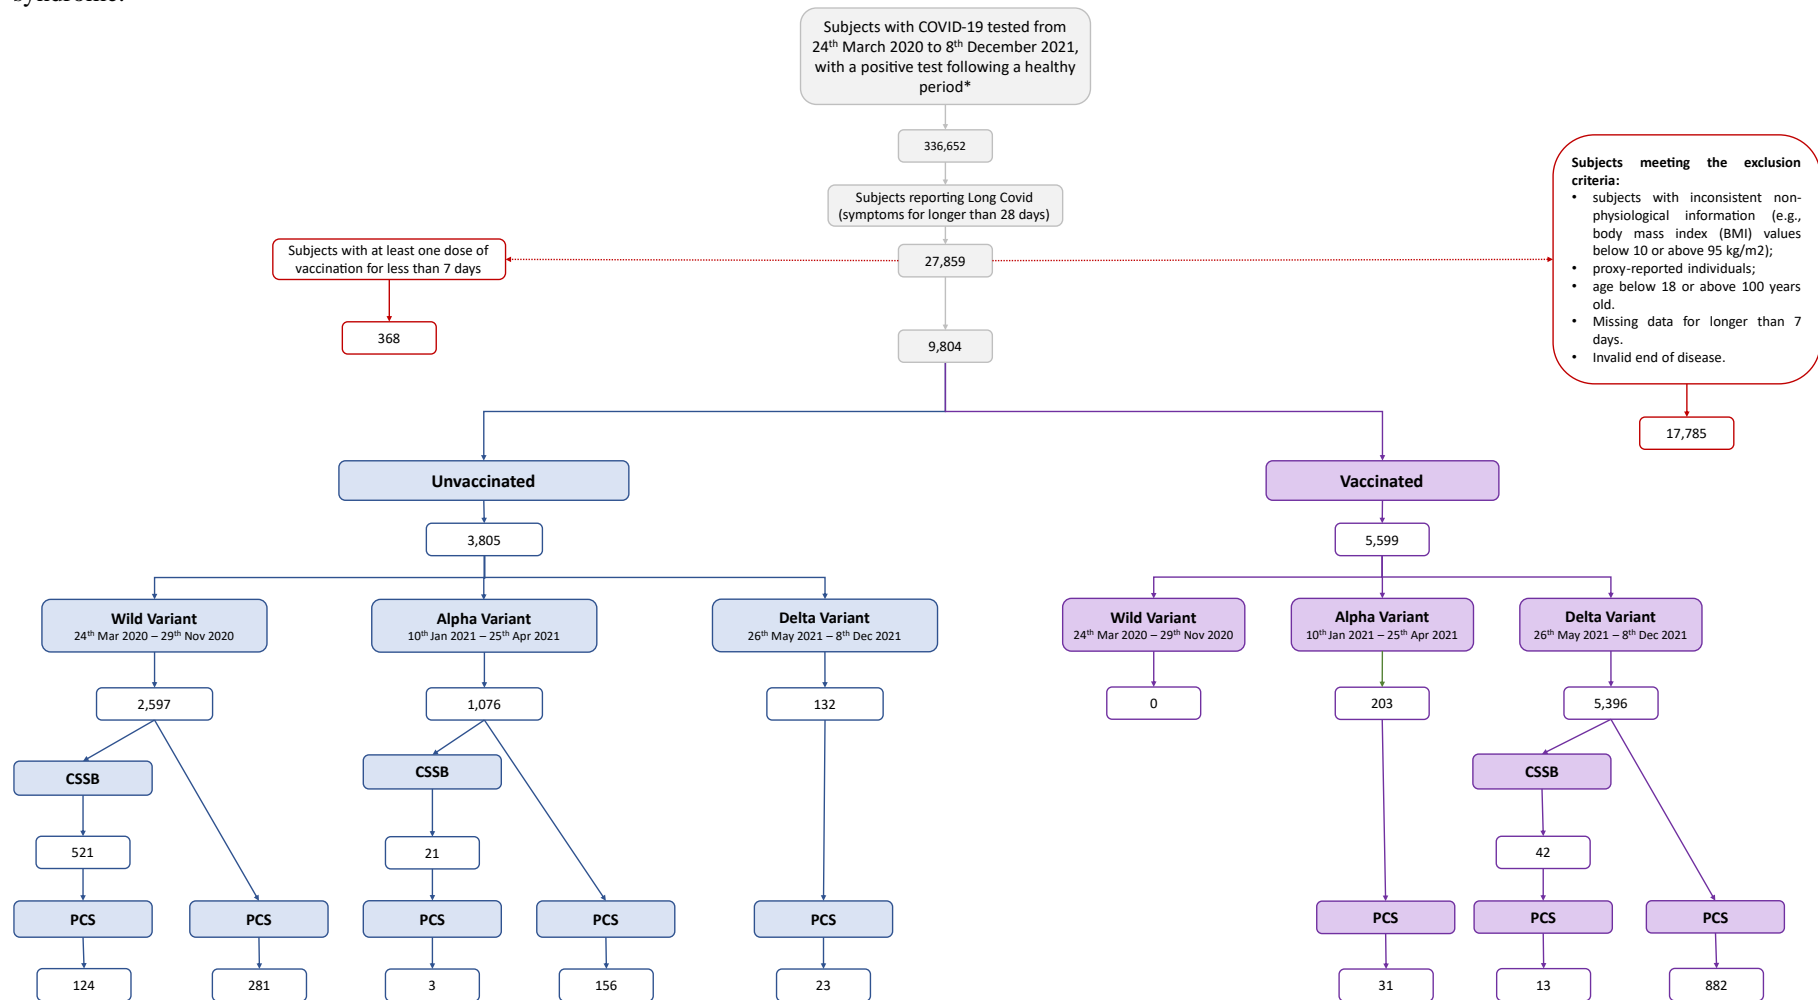 syndrome.
Subjects with COVID-19 tested from
24th March 2020 to 8th December 2021,
with a positive test following a healthy
period*
336,652
Subjects reporting Long Covid
(symptoms for longer than 28 days)
Subjects with at least one dose of
vaccination for less than 7 days
368
27,859
9,804
Subjects meeting the exclusion
criteria:
• subjects with inconsistent non-
physiological information (e.g.,
body mass index (BMI) values
below 10 or above 95 kg/m2);
• proxy-reported individuals;
• age below 18 or above 100 years
old.
• Missing data for longer than 7
days.
• Invalid end of disease.
17,785
Unvaccinated
3,805
Vaccinated
5,599
Wild Variant
24th Mar 2020 – 29th Nov 2020
Alpha Variant
10th Jan 2021 – 25th Apr 2021
Delta Variant
26th May 2021 – 8th Dec 2021
Wild Variant
24th Mar 2020 – 29th Nov 2020
Alpha Variant
10th Jan 2021 – 25th Apr 2021
Delta Variant
26th May 2021 – 8th Dec 2021
2,597
1,076
132
0
203
5,396
CSSB
CSSB
CSSB
521
21
42
PCS
PCS
PCS
PCS
PCS
PCS
PCS
PCS
124
281
3
156
23
31
13
882